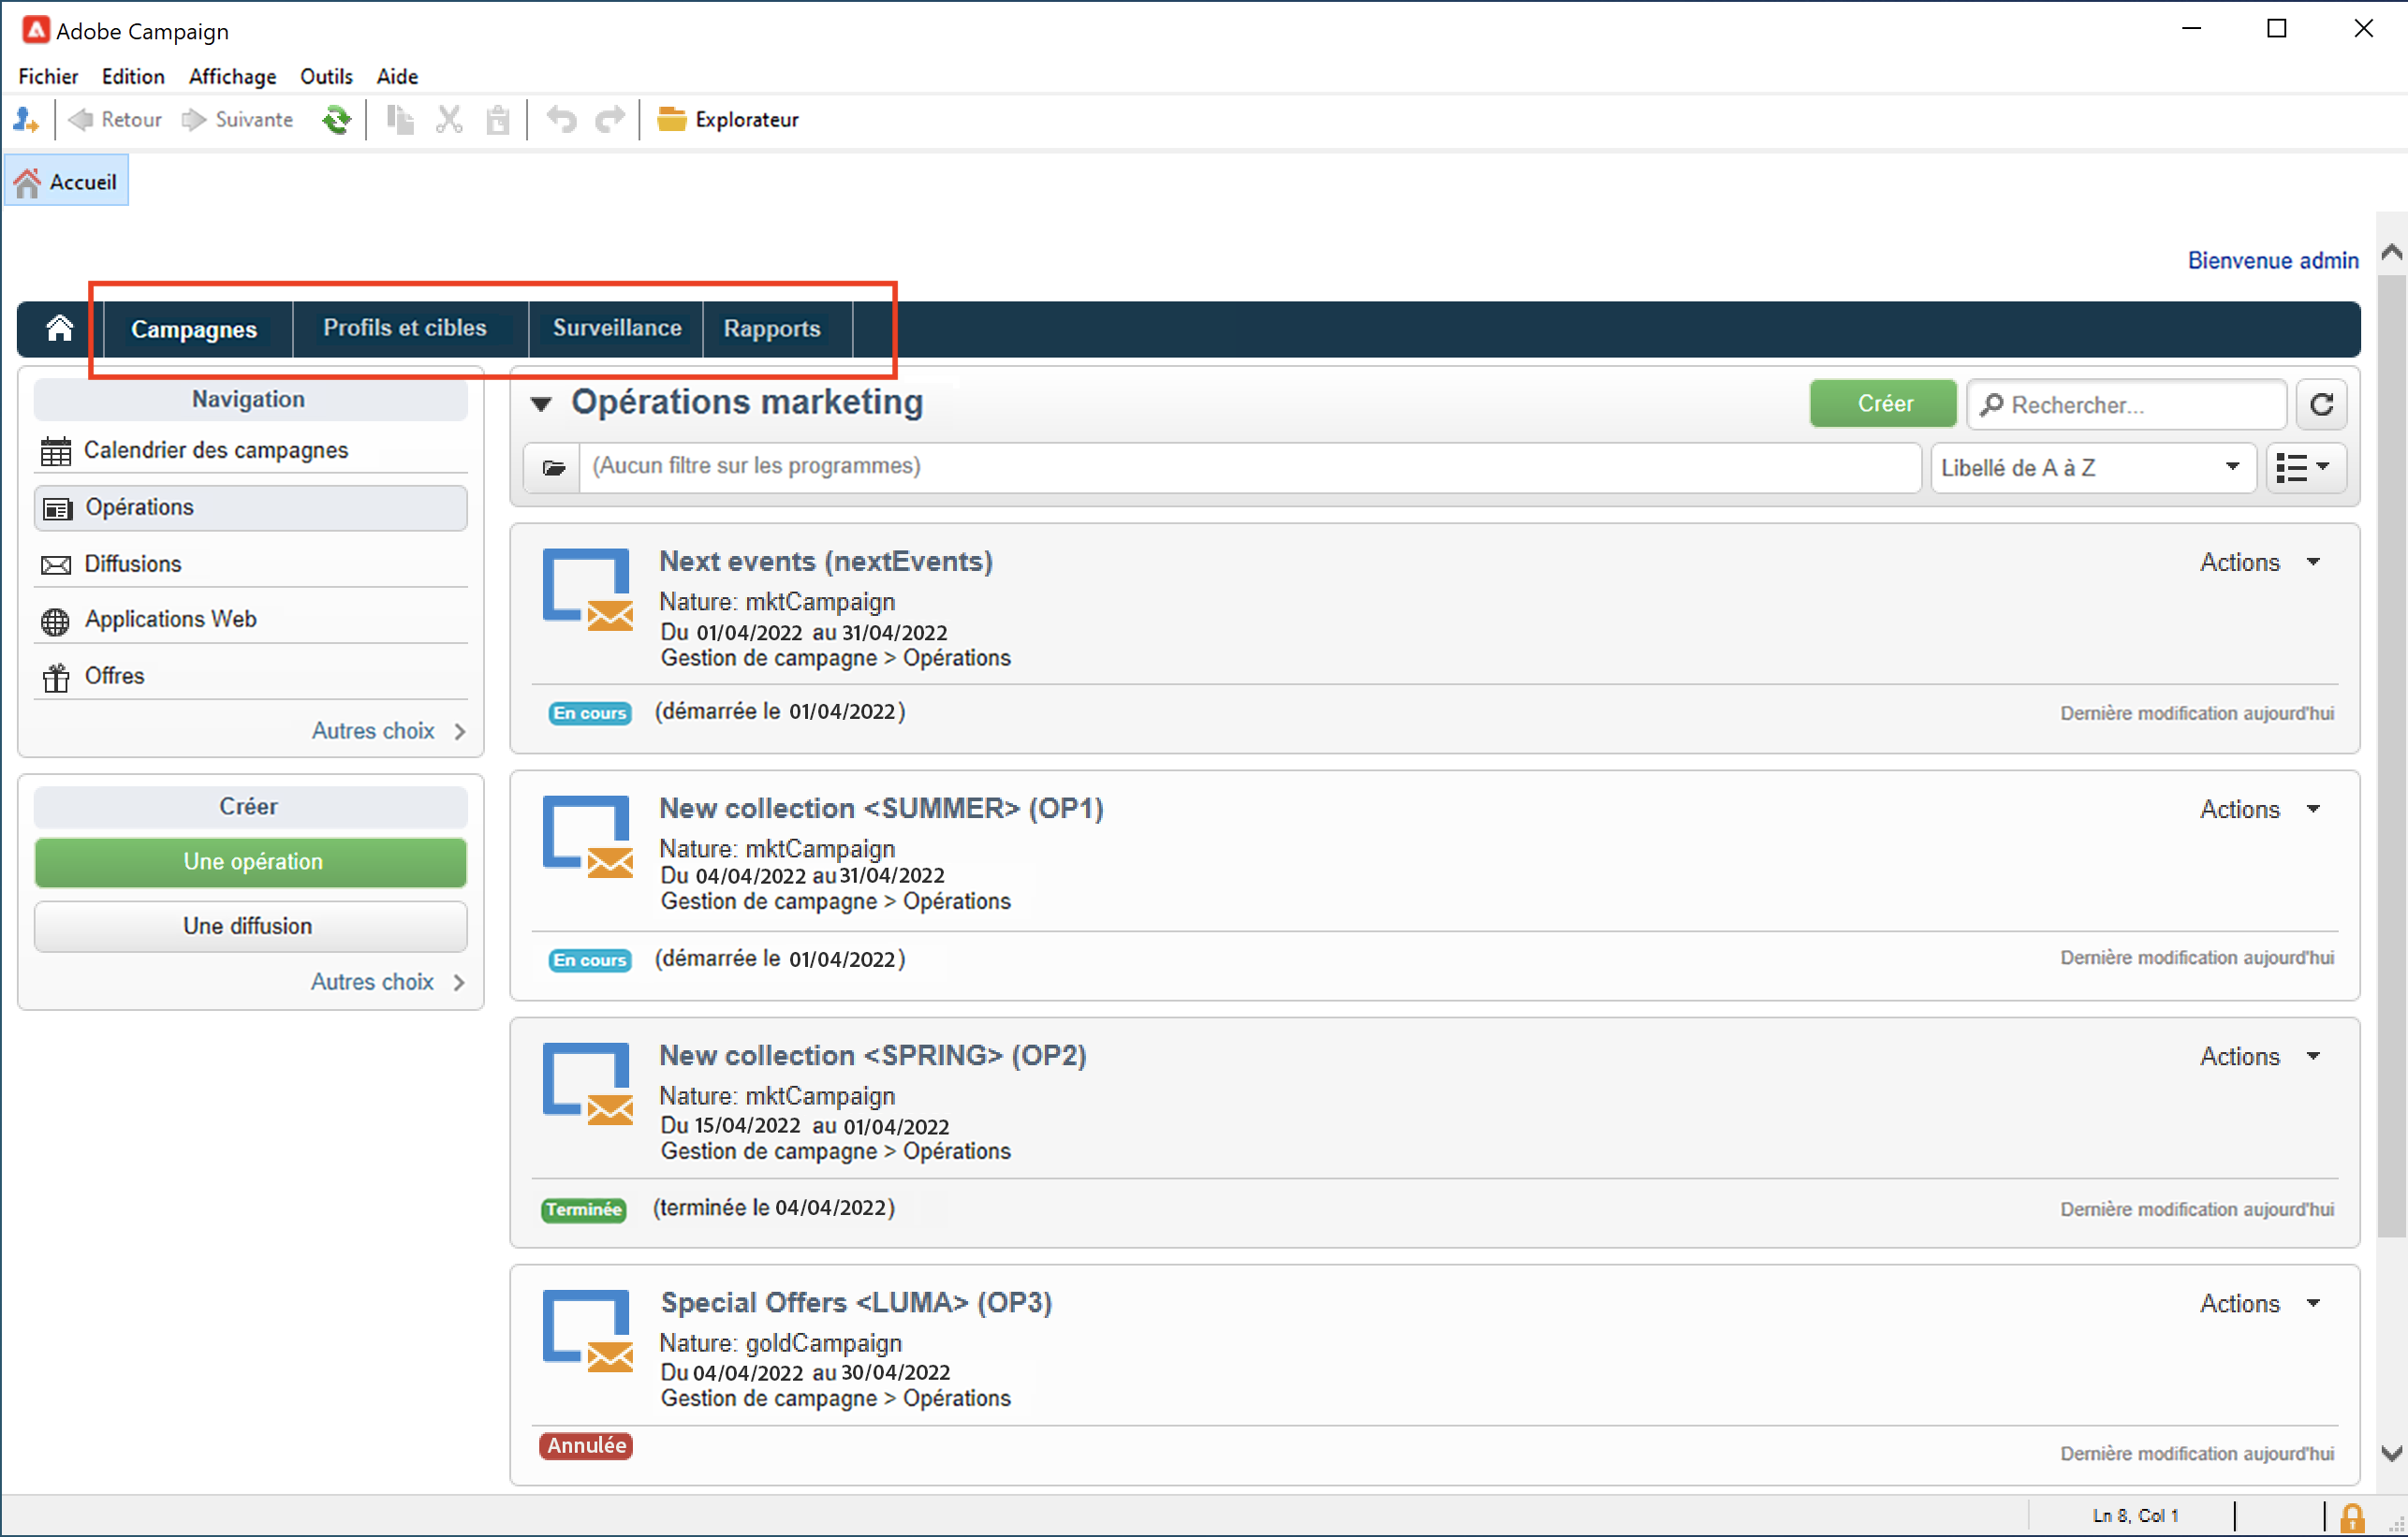 Adobe Campaign
Fichier Edition Affichage Outils Aide
Retour Suivante Explorateur
Accueil
Bienvenue admin
Campagnes Profils et cibles Surveillance Rapports
Navigation
Calendrier des campagnes
Opérations
Diffusions
Applications Web
Offres
Autres choix
Créer
Une opération
Une diffusion
Autres choix
Opérations marketing
Créer
Rechercher...
(Aucun filtre sur les programmes)
Libellé de A à Z
Next events (nextEvents)
Actions
Nature: mktCampaign
Du 01/04/2022 au 31/04/2022
Gestion de campagne > Opérations
En cours (démarrée le 01/04/2022)
Dernière modification aujourd'hui
New collection <SUMMER> (OP1)
Actions
Nature: mktCampaign
Du 04/04/2022 au 31/04/2022
Gestion de campagne > Opérations
En cours (démarrée le 01/04/2022)
Dernière modification aujourd'hui
New collection <SPRING> (OP2)
Actions
Nature: mktCampaign
Du 15/04/2022 au 01/04/2022
Gestion de campagne > Opérations
Terminée (terminée le 04/04/2022)
Dernière modification aujourd'hui
Special Offers <LUMA> (OP3)
Actions
Nature: goldCampaign
Du 04/04/2022 au 30/04/2022
Gestion de campagne > Opérations
Annulée
Dernière modification aujourd'hui
Ln 8, Col 1